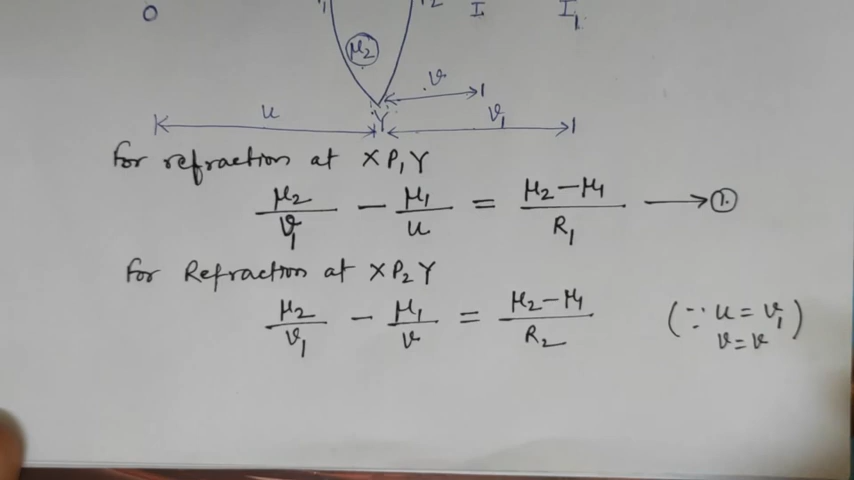 O I I₁
μ₂
v
u Y v₁
For refraction at XP₁Y
μ₂/v₁ − μ₁/u = μ₂−μ₁/R₁ → ①
For Refraction at XP₂Y
μ₂/v₁ − μ₁/v = μ₂−μ₁/R₂ (∵ u = v₁
v = v)